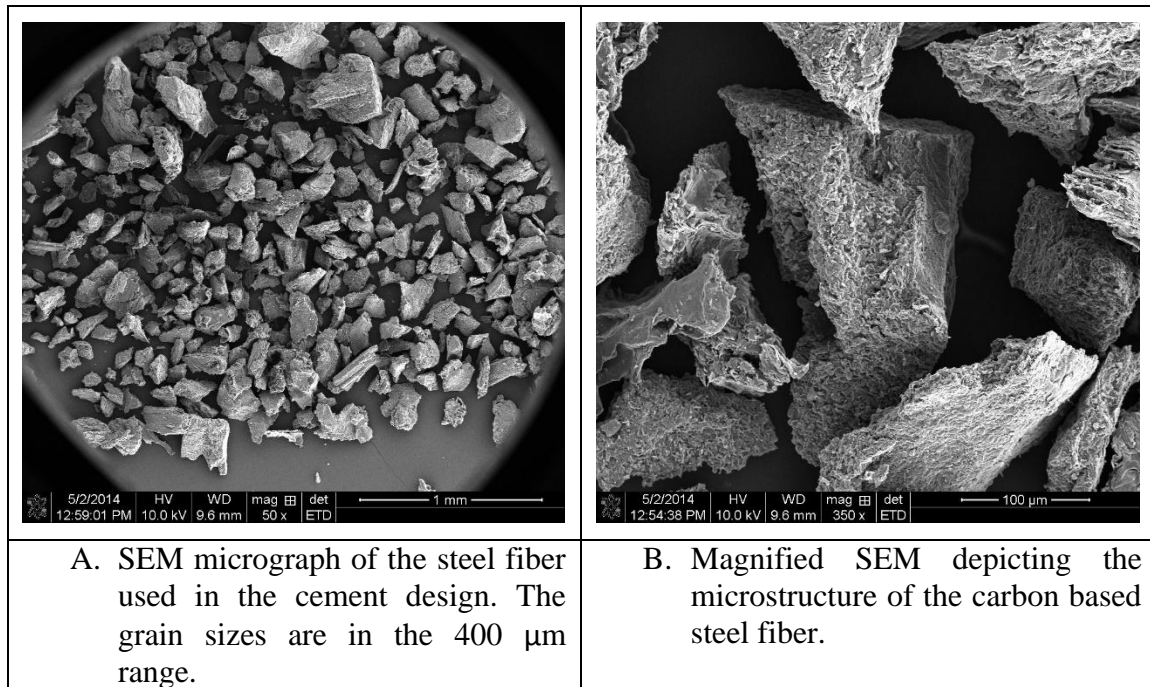 5/2/2014 HV WD mag det 1 mm
12:59:01 PM 10.0 kV 9.6 mm 50 x ETD
5/2/2014 HV WD mag det 100 µm
12:54:38 PM 10.0 kV 9.6 mm 350 x ETD
A. SEM micrograph of the steel fiber
used in the cement design. The
grain sizes are in the 400 µm
range.
B. Magnified SEM depicting the
microstructure of the carbon based
steel fiber.